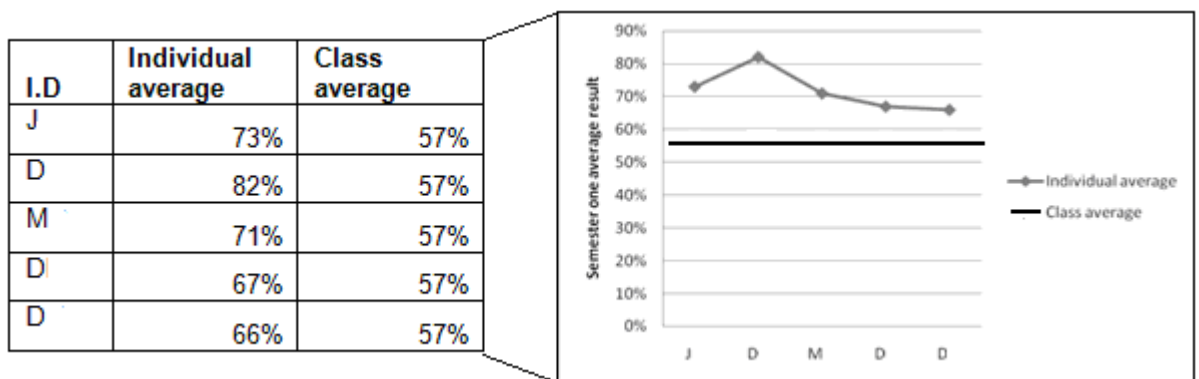 I.D Individual average Class average
J 73% 57%
D 82% 57%
M 71% 57%
D 67% 57%
D 66% 57%
Semester one average result
90%
80%
70%
60%
50%
40%
30%
20%
10%
0%
J D M D D
Individual average
Class average